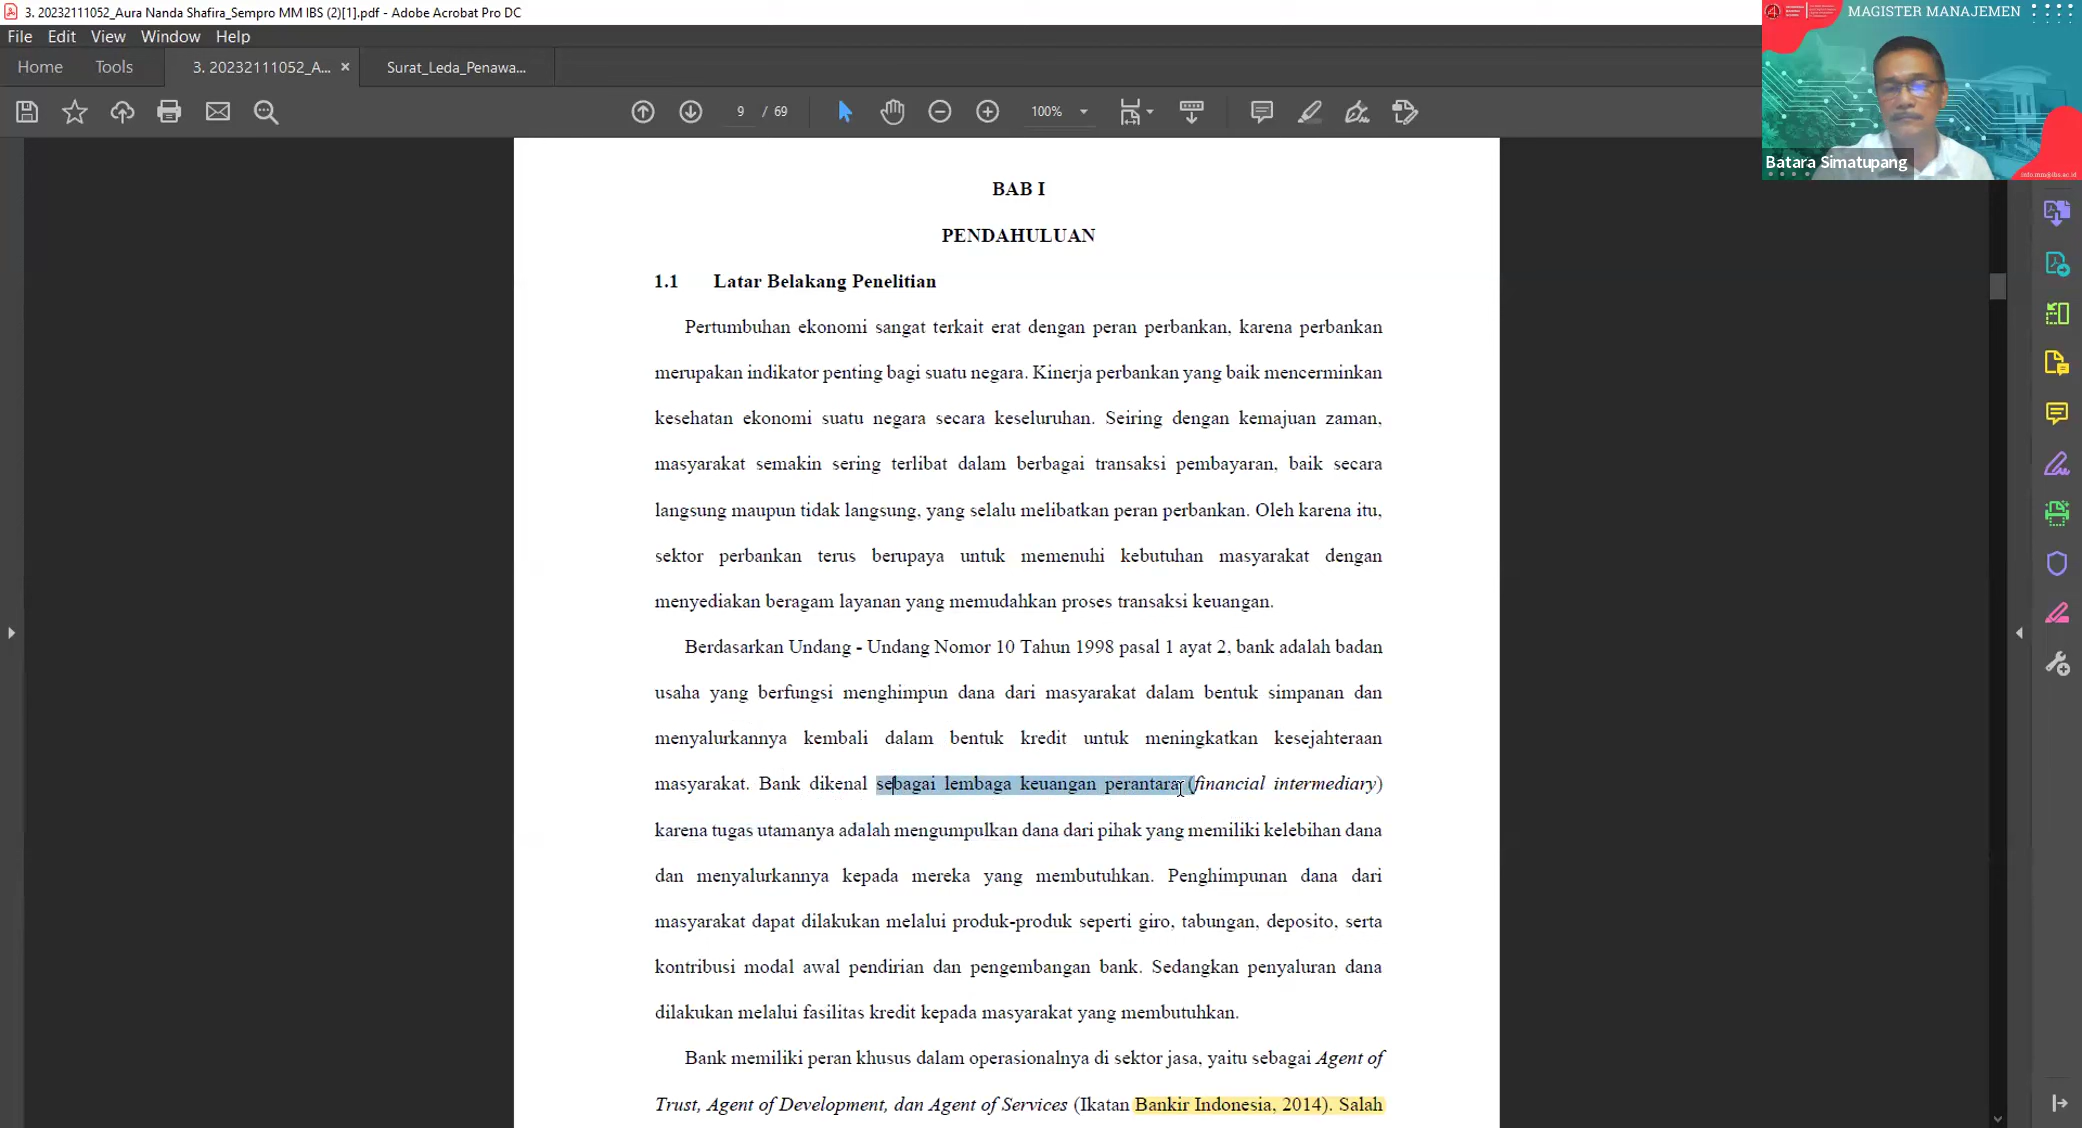 3. 20232111052_Aura Nanda Shafira_Sempro MM IBS (2)[1].pdf - Adobe Acrobat Pro DC
File Edit View Window Help
Home Tools 3. 20232111052_A... × Surat_Leda_Penawa...
9 / 69 100%
MAGISTER MANAJEMEN
Batara Simatupang
info.mm@ibs.ac.id
BAB I
PENDAHULUAN
1.1 Latar Belakang Penelitian
Pertumbuhan ekonomi sangat terkait erat dengan peran perbankan, karena perbankan
merupakan indikator penting bagi suatu negara. Kinerja perbankan yang baik mencerminkan
kesehatan ekonomi suatu negara secara keseluruhan. Seiring dengan kemajuan zaman,
masyarakat semakin sering terlibat dalam berbagai transaksi pembayaran, baik secara
langsung maupun tidak langsung, yang selalu melibatkan peran perbankan. Oleh karena itu,
sektor perbankan terus berupaya untuk memenuhi kebutuhan masyarakat dengan
menyediakan beragam layanan yang memudahkan proses transaksi keuangan.
Berdasarkan Undang - Undang Nomor 10 Tahun 1998 pasal 1 ayat 2, bank adalah badan
usaha yang berfungsi menghimpun dana dari masyarakat dalam bentuk simpanan dan
menyalurkannya kembali dalam bentuk kredit untuk meningkatkan kesejahteraan
masyarakat. Bank dikenal sebagai lembaga keuangan perantara (financial intermediary)
karena tugas utamanya adalah mengumpulkan dana dari pihak yang memiliki kelebihan dana
dan menyalurkannya kepada mereka yang membutuhkan. Penghimpunan dana dari
masyarakat dapat dilakukan melalui produk-produk seperti giro, tabungan, deposito, serta
kontribusi modal awal pendirian dan pengembangan bank. Sedangkan penyaluran dana
dilakukan melalui fasilitas kredit kepada masyarakat yang membutuhkan.
Bank memiliki peran khusus dalam operasionalnya di sektor jasa, yaitu sebagai Agent of
Trust, Agent of Development, dan Agent of Services (Ikatan Bankir Indonesia, 2014). Salah